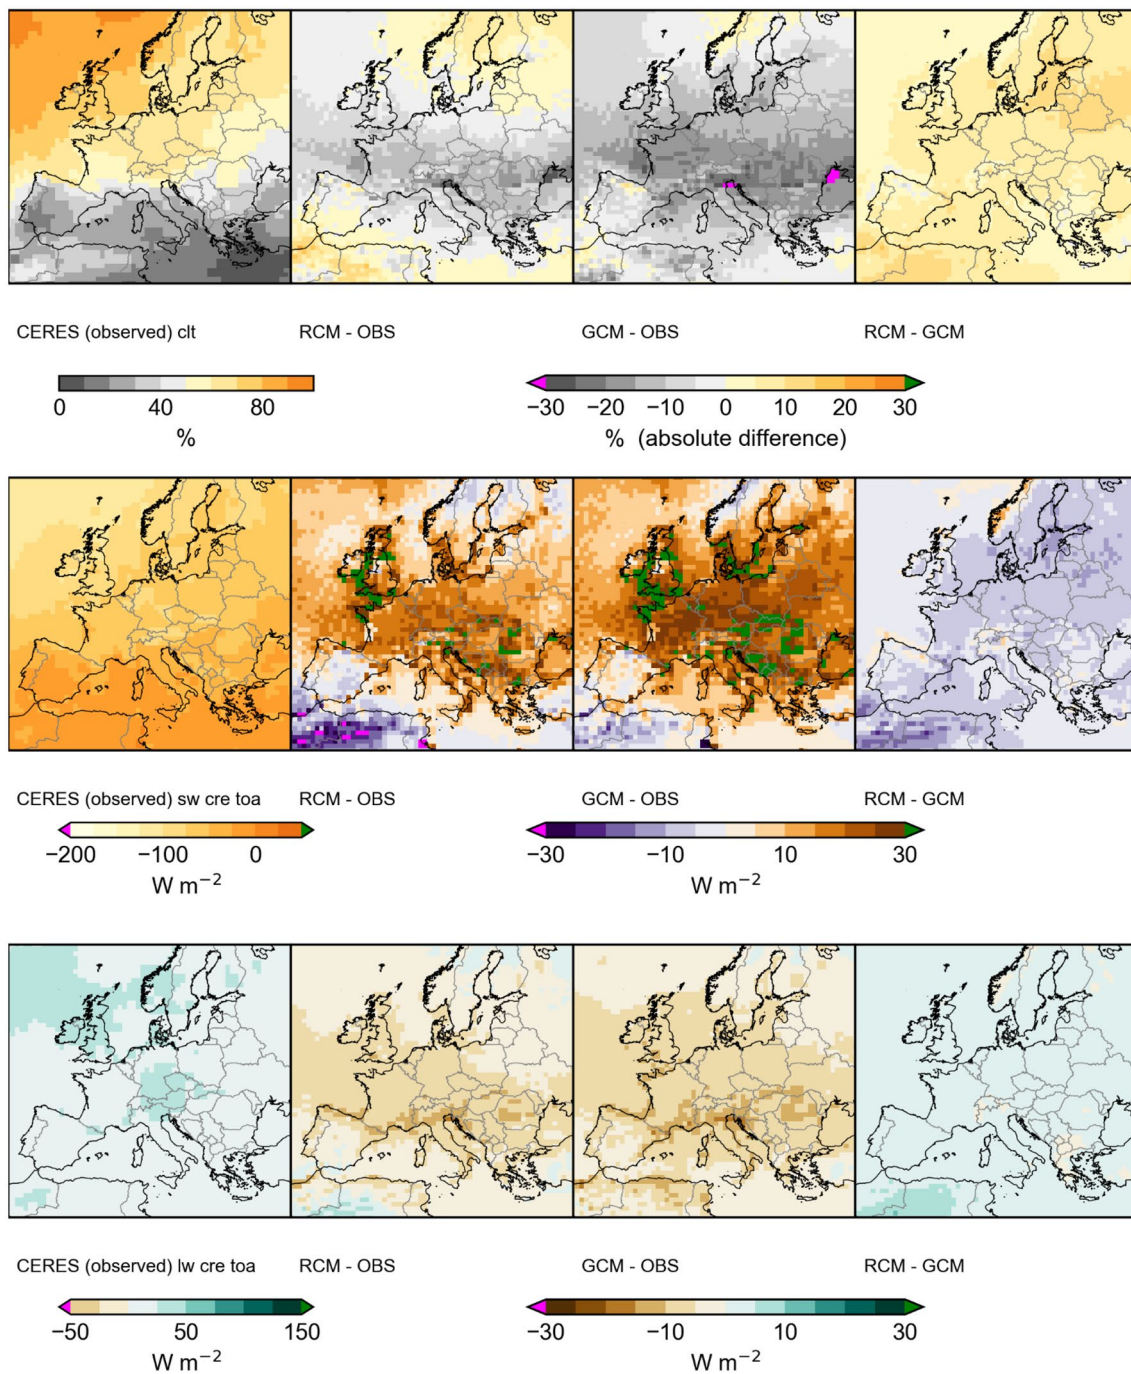 CERES (observed) clt RCM - OBS GCM - OBS RCM - GCM
0 40 80 −30 −20 −10 0 10 20 30
% % (absolute difference)
CERES (observed) sw cre toa RCM - OBS GCM - OBS RCM - GCM
−200 −100 0 −30 −10 10 30
W m⁻² W m⁻²
CERES (observed) lw cre toa RCM - OBS GCM - OBS RCM - GCM
−50 50 150 −30 −10 10 30
W m⁻² W m⁻²